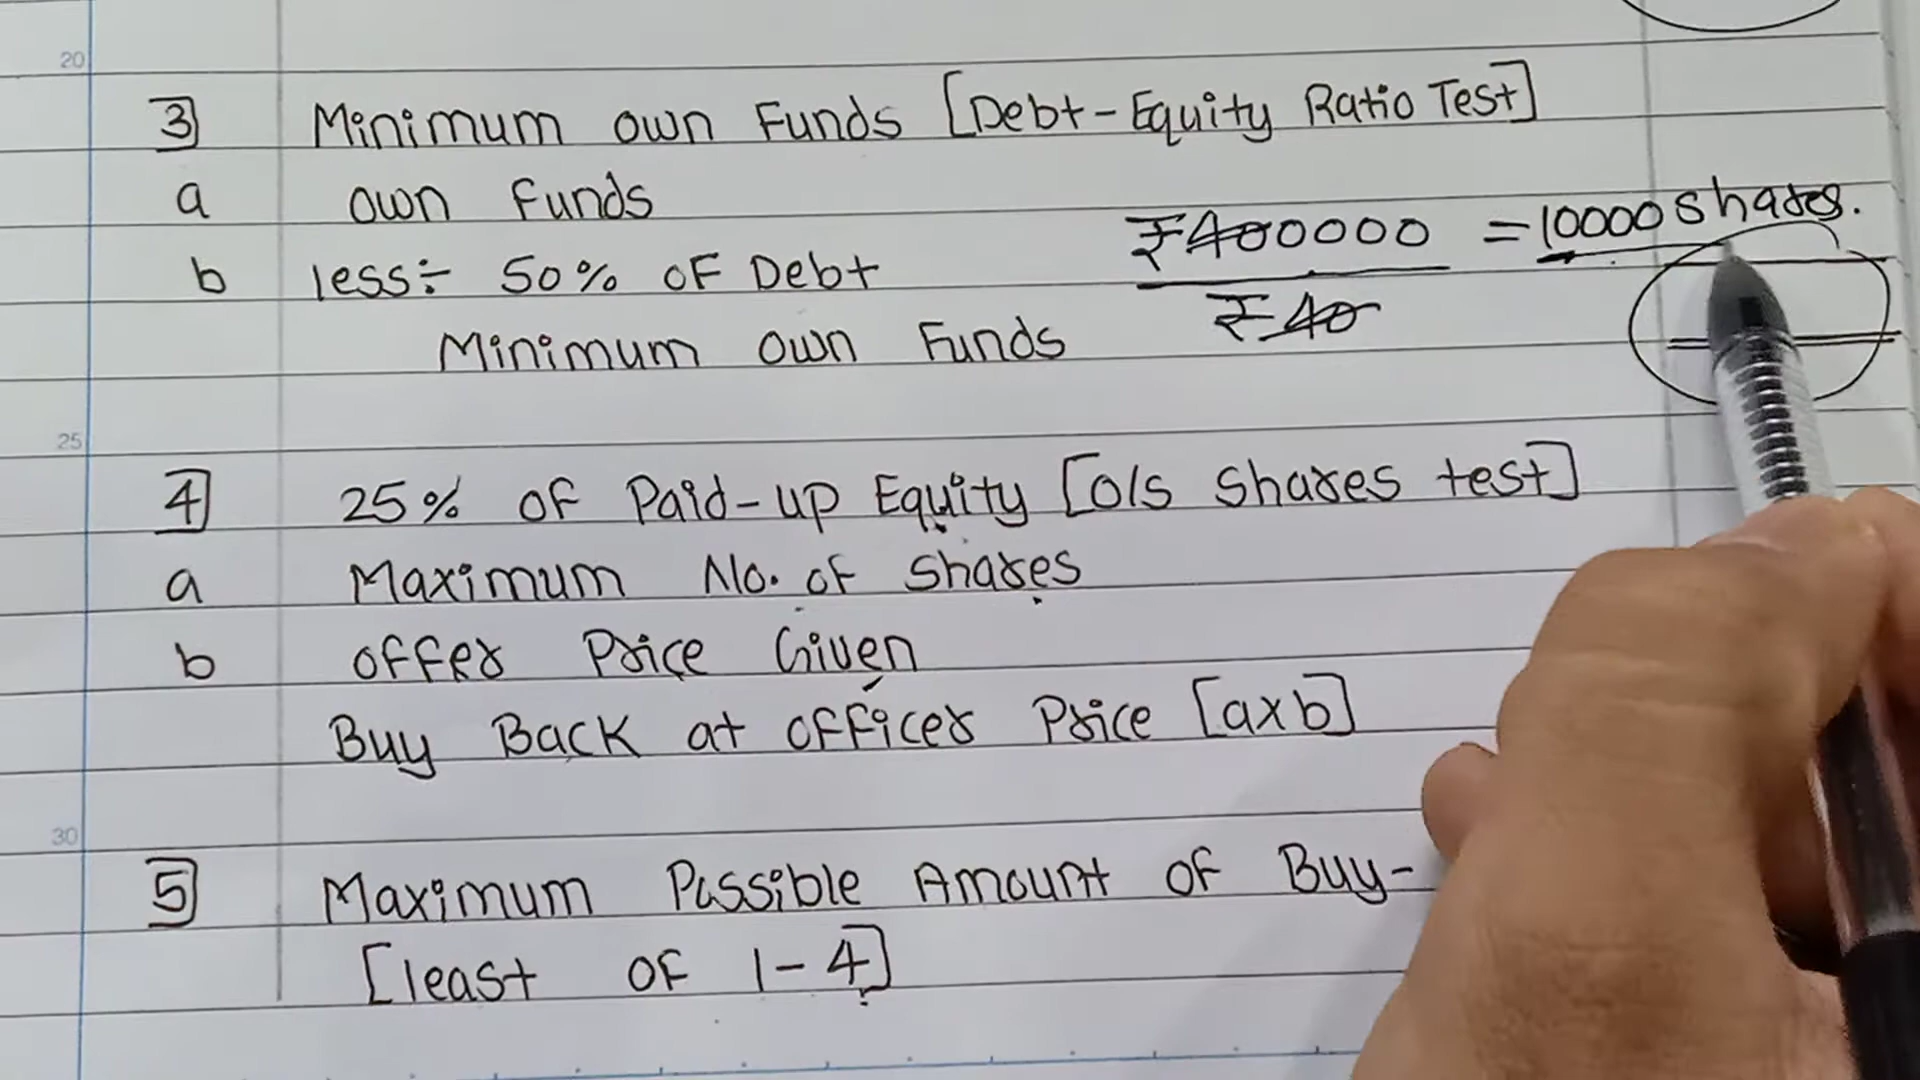 20
3 Minimum own Funds [Debt-Equity Ratio Test]
a own funds
₹400000 = 10000 shares.
b less:- 50% of Debt
₹40
Minimum own Funds
25
4 25% of Paid-up Equity [o/s shares test]
a Maximum No. of shares
b offer Price Given
Buy Back at officer Price [axb]
30
5 Maximum Possible Amount of Buy-
[least of 1-4]